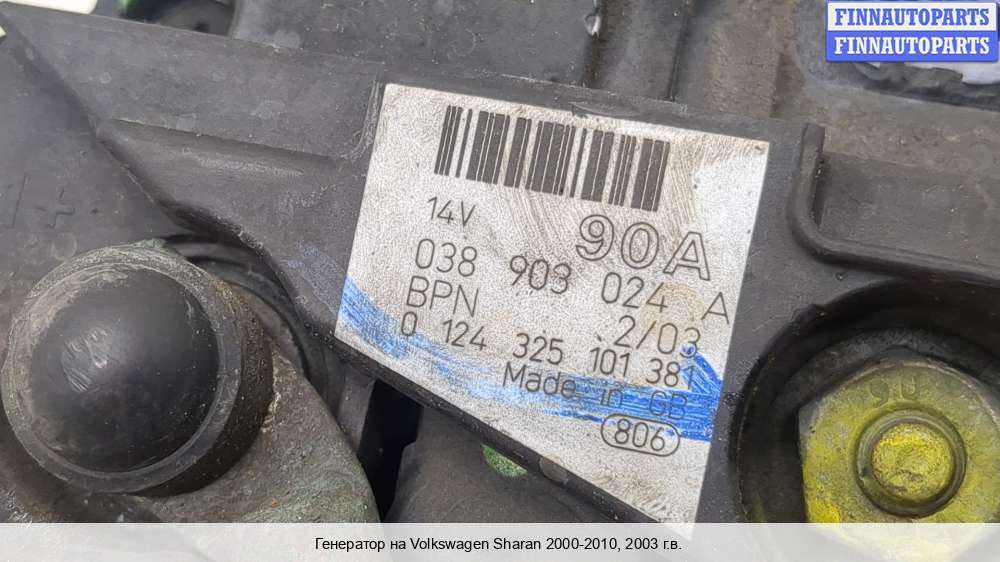 FINNAUTOPARTS
FINNAUTOPARTS
14V 90A
038 903 024 A
BPN 2/03
0 124 325 101 381
Made in GB
806
Генератор на Volkswagen Sharan 2000-2010, 2003 г.в.